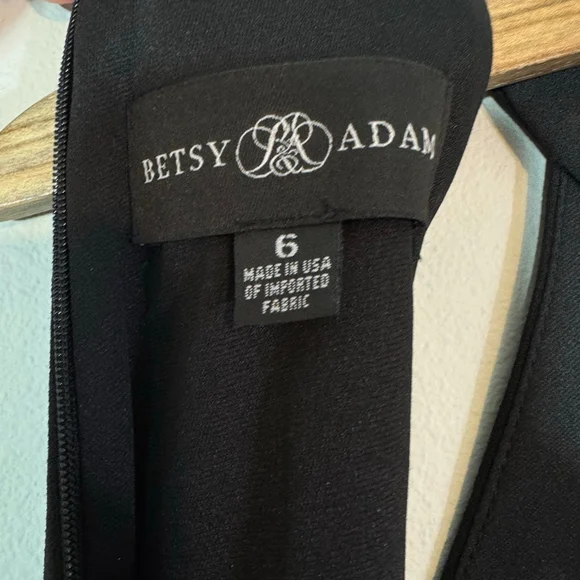 BETSY & ADAM
6
MADE IN USA
OF IMPORTED
FABRIC